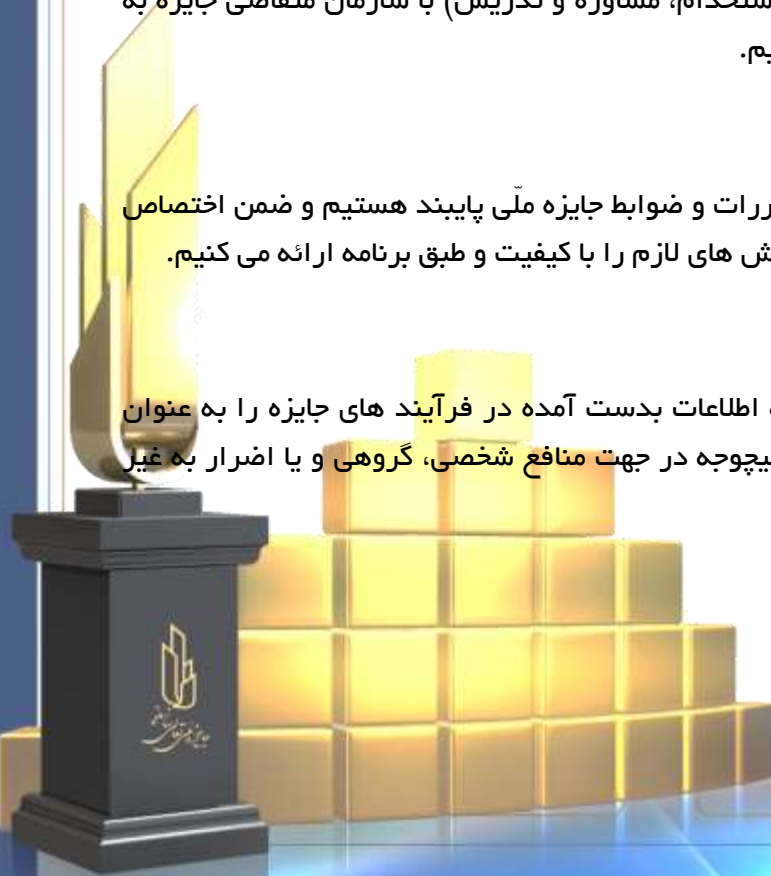 ستخدام، مشاوره و تدریس) با سازمان متقاضی جایزه به
یم.
ررات و ضوابط جایزه ملّی پایبند هستیم و ضمن اختصاص
ش های لازم را با کیفیت و طبق برنامه ارائه می کنیم.
اطلاعات بدست آمده در فرآیند های جایزه را به عنوان
یچوجه در جهت منافع شخصی، گروهی و یا اضرار به غیر